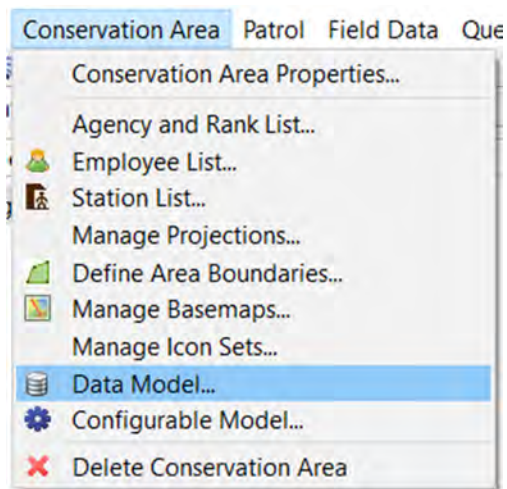 Conservation Area Patrol Field Data Que
Conservation Area Properties...
Agency and Rank List...
Employee List...
Station List...
Manage Projections...
Define Area Boundaries...
Manage Basemaps...
Manage Icon Sets...
Data Model...
Configurable Model...
Delete Conservation Area